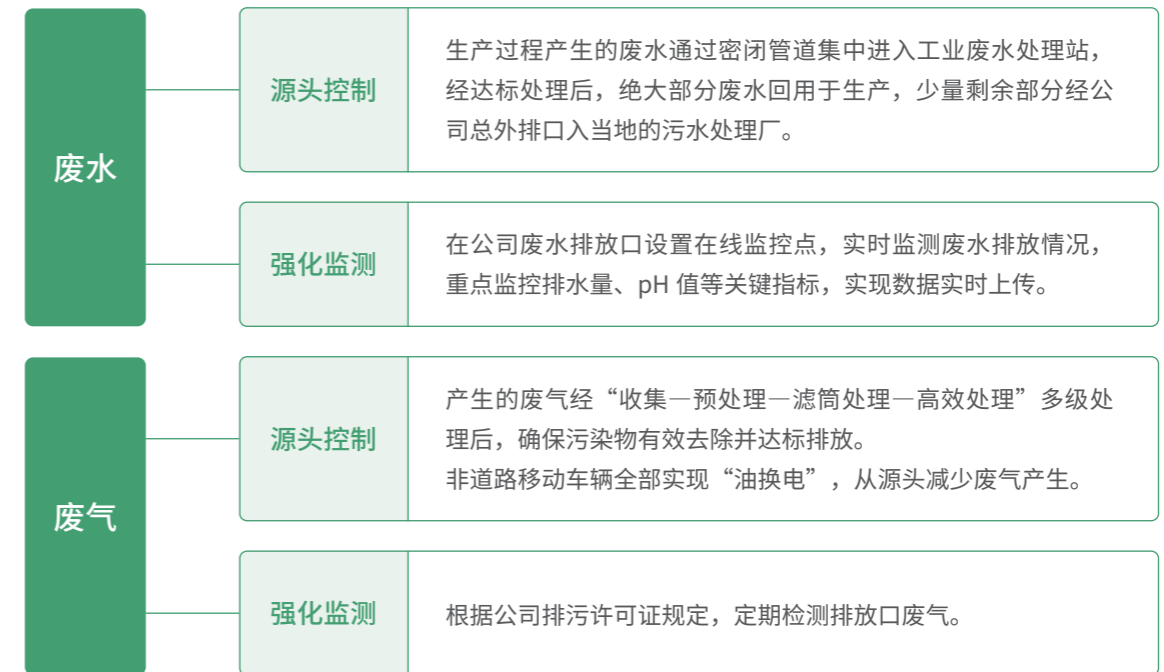 废水
源头控制
生产过程产生的废水通过密闭管道集中进入工业废水处理站，
经达标处理后，绝大部分废水回用于生产，少量剩余部分经公
司总外排口入当地的污水处理厂。
强化监测
在公司废水排放口设置在线监控点，实时监测废水排放情况，
重点监控排水量、pH 值等关键指标，实现数据实时上传。
废气
源头控制
产生的废气经“收集—预处理—滤筒处理—高效处理”多级处
理后，确保污染物有效去除并达标排放。
非道路移动车辆全部实现“油换电”，从源头减少废气产生。
强化监测
根据公司排污许可证规定，定期检测排放口废气。